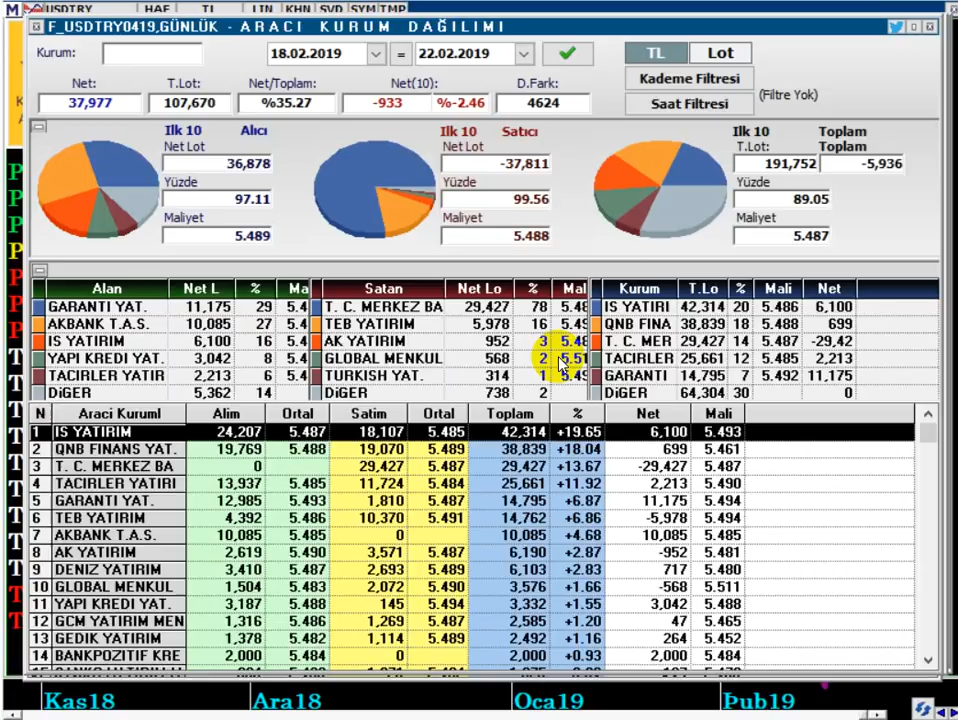 USDTRY HAF TL LIN KHN SVD SYM TMP
F_USDTRY0419,GÜNLÜK - ARACI KURUM DAĞILIMI
Kurum: 18.02.2019 = 22.02.2019 TL Lot
Net: T.Lot: Net/Toplam: Net(10): D.Fark: Kademe Filtresi
37,977 107,670 %35.27 -933 %-2.46 4624 Saat Filtresi (Filtre Yok)
Ilk 10 Alıcı Ilk 10 Satıcı Ilk 10 Toplam
Net Lot Net Lot T.Lot: Toplam
36,878 -37,811 191,752 -5,936
Yüzde Yüzde Yüzde
97.11 99.56 89.05
Maliyet Maliyet Maliyet
5.489 5.488 5.487
Alan Net L % Ma Satan Net Lo % Mal Kurum T.Lo % Mali Net
GARANTI YAT. 11,175 29 5.4 T. C. MERKEZ BA 29,427 78 5.48 IS YATIRI 42,314 20 5.486 6,100
AKBANK T.A.S. 10,085 27 5.4 TEB YATIRIM 5,978 16 5.49 QNB FINA 38,839 18 5.488 699
IS YATIRIM 6,100 16 5.4 AK YATIRIM 952 3 5.48 T. C. MER 29,427 14 5.487 -29,42
YAPI KREDI YAT. 3,042 8 5.4 GLOBAL MENKUL 568 2 5.51 TACIRLER 25,661 12 5.485 2,213
TACIRLER YATIR 2,213 6 5.4 TURKISH YAT. 314 1 5.49 GARANTI 14,795 7 5.492 11,175
DiGER 5,362 14 DiGER 738 2 DiGER 64,304 30 0
N Araci Kuruml Alim Ortal Satim Ortal Toplam % Net Mali
1 IS YATIRIM 24,207 5.487 18,107 5.485 42,314 +19.65 6,100 5.493
2 QNB FINANS YAT. 19,769 5.488 19,070 5.489 38,839 +18.04 699 5.461
3 T. C. MERKEZ BA 0 29,427 5.487 29,427 +13.67 -29,427 5.487
4 TACIRLER YATIRI 13,937 5.485 11,724 5.484 25,661 +11.92 2,213 5.490
5 GARANTI YAT. 12,985 5.493 1,810 5.487 14,795 +6.87 11,175 5.494
6 TEB YATIRIM 4,392 5.486 10,370 5.491 14,762 +6.86 -5,978 5.494
7 AKBANK T.A.S. 10,085 5.485 0 10,085 +4.68 10,085 5.485
8 AK YATIRIM 2,619 5.490 3,571 5.487 6,190 +2.87 -952 5.481
9 DENIZ YATIRIM 3,410 5.487 2,693 5.489 6,103 +2.83 717 5.480
10 GLOBAL MENKUL 1,504 5.483 2,072 5.490 3,576 +1.66 -568 5.511
11 YAPI KREDI YAT. 3,187 5.488 145 5.494 3,332 +1.55 3,042 5.488
12 GCM YATIRIM MEN 1,316 5.486 1,269 5.487 2,585 +1.20 47 5.465
13 GEDIK YATIRIM 1,378 5.482 1,114 5.489 2,492 +1.16 264 5.452
14 BANKPOZITIF KRE 2,000 5.484 0 2,000 +0.93 2,000 5.484
Kas18 Ara18 Oca19 Pub19